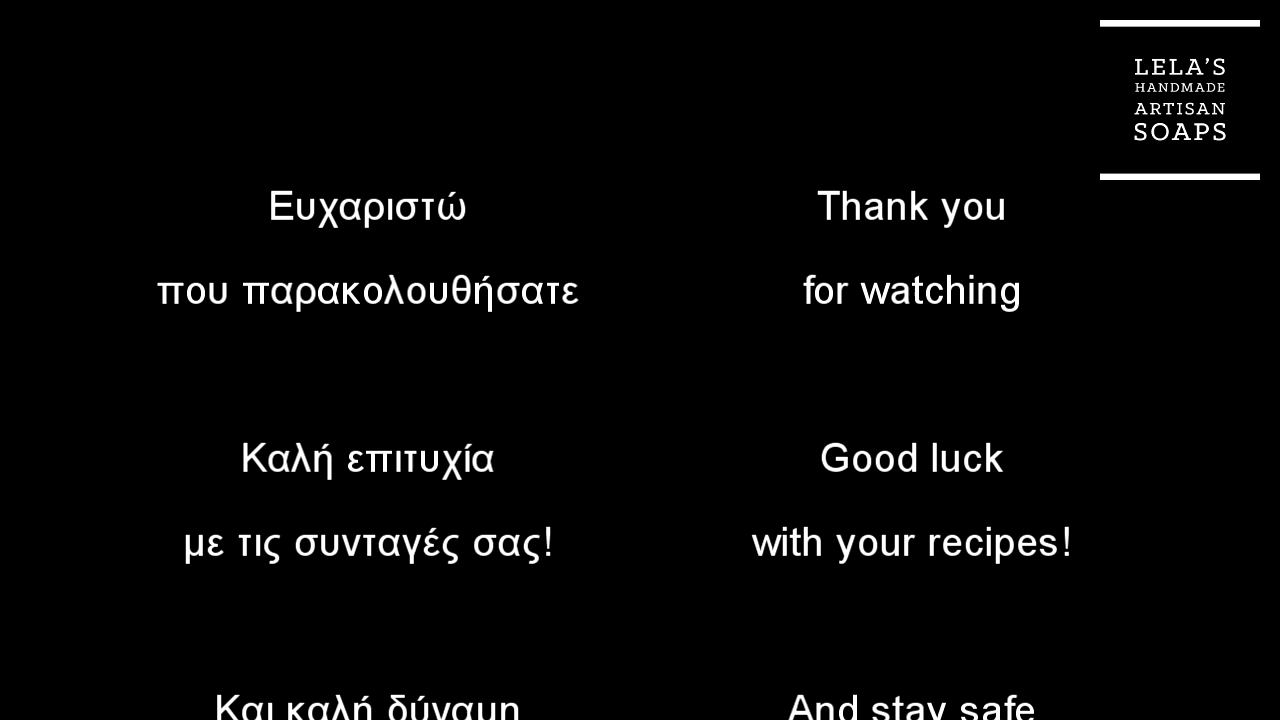 LELA'S
HANDMADE
ARTISAN
SOAPS
Ευχαριστώ
που παρακολουθήσατε
Καλή επιτυχία
με τις συνταγές σας!
Και καλή δύναμη
Thank you
for watching
Good luck
with your recipes!
And stay safe